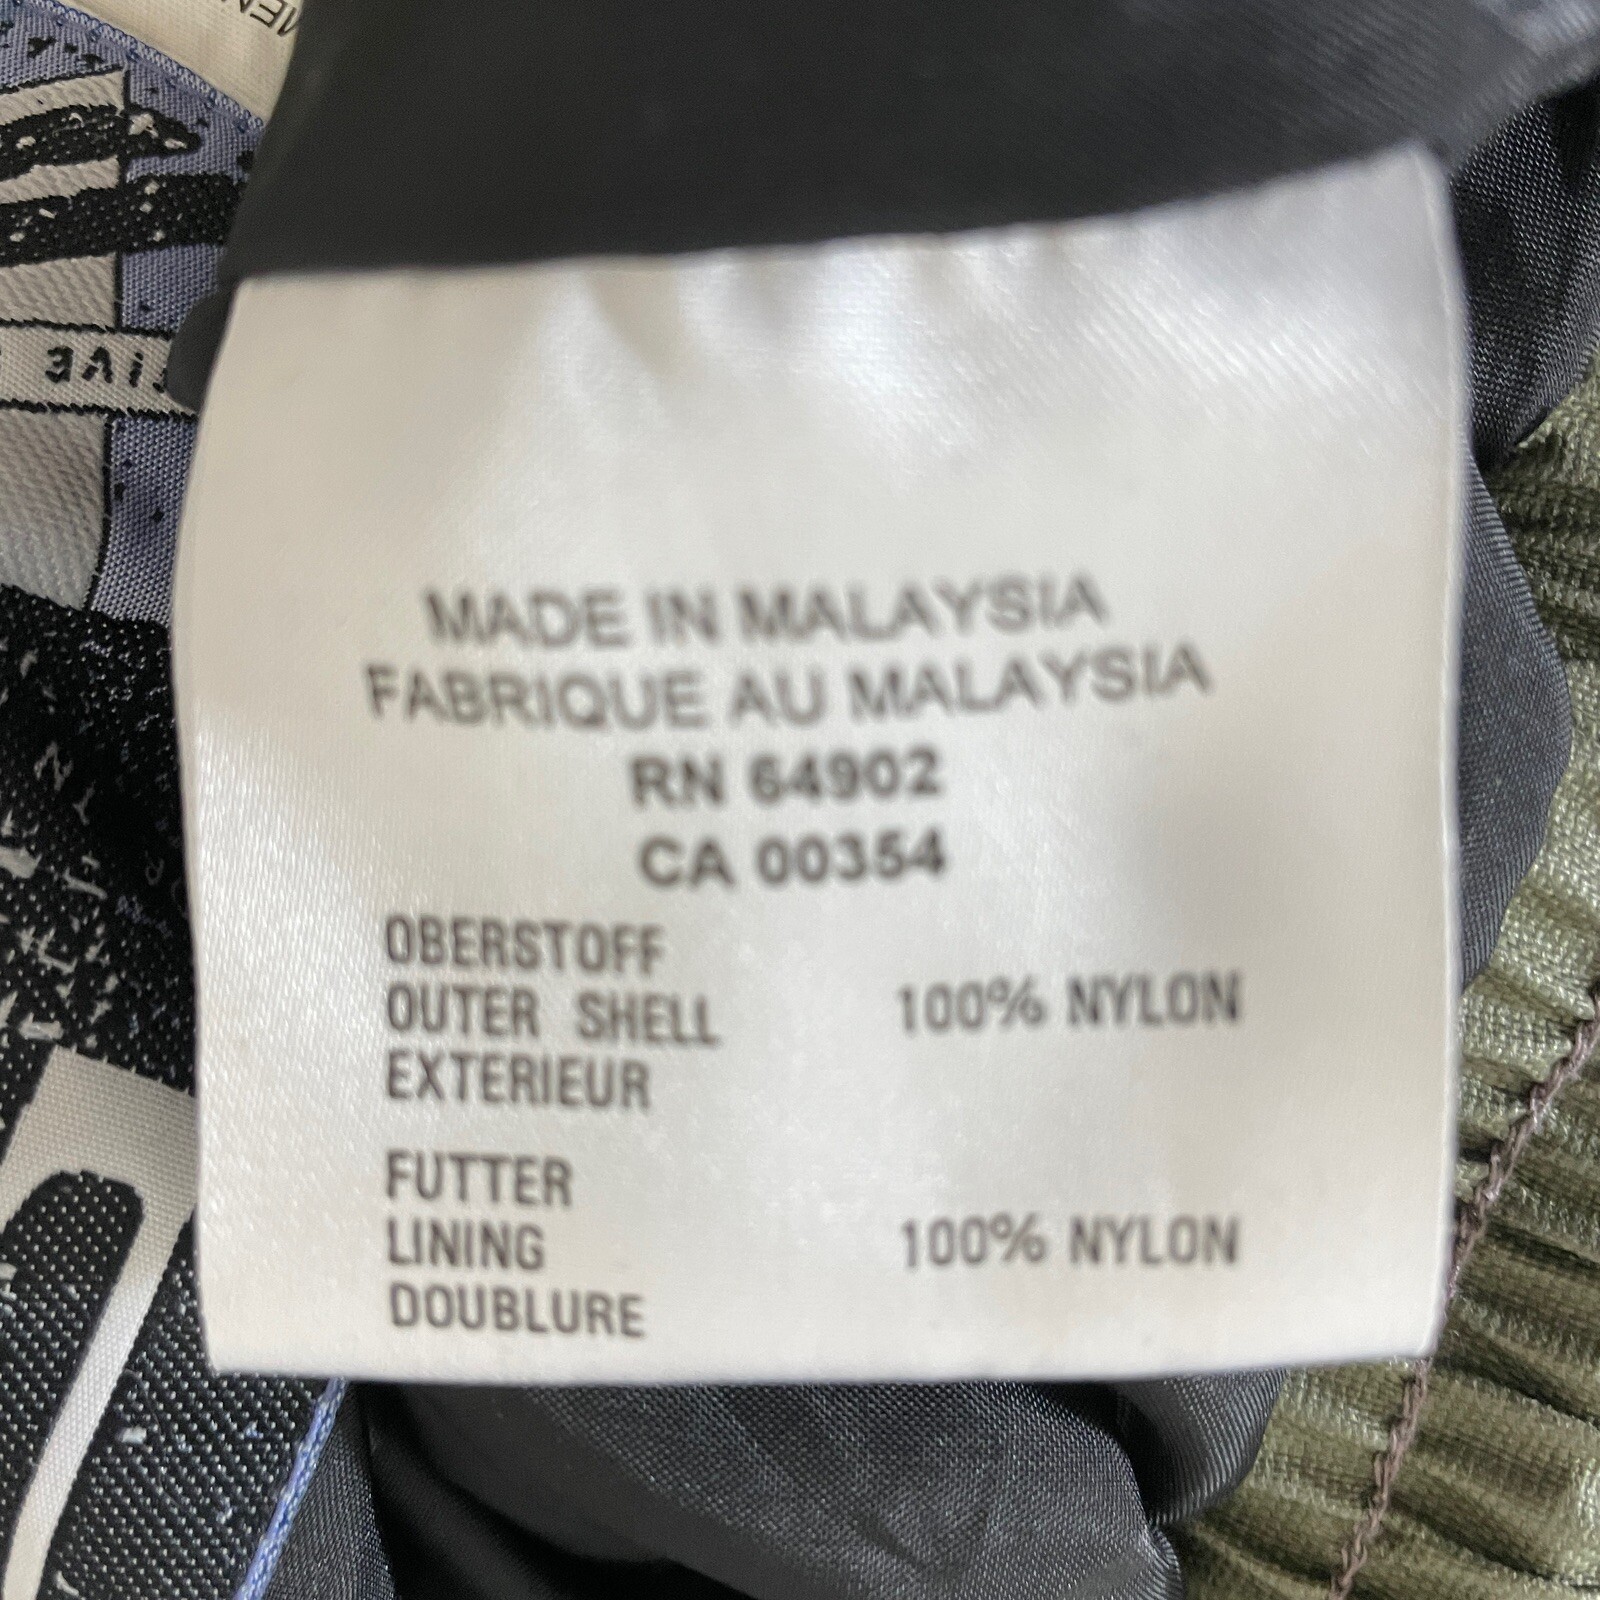 MADE IN MALAYSIA
FABRIQUE AU MALAYSIA
RN 64902
CA 00354
OBERSTOFF
OUTER SHELL 100% NYLON
EXTERIEUR
FUTTER
LINING 100% NYLON
DOUBLURE